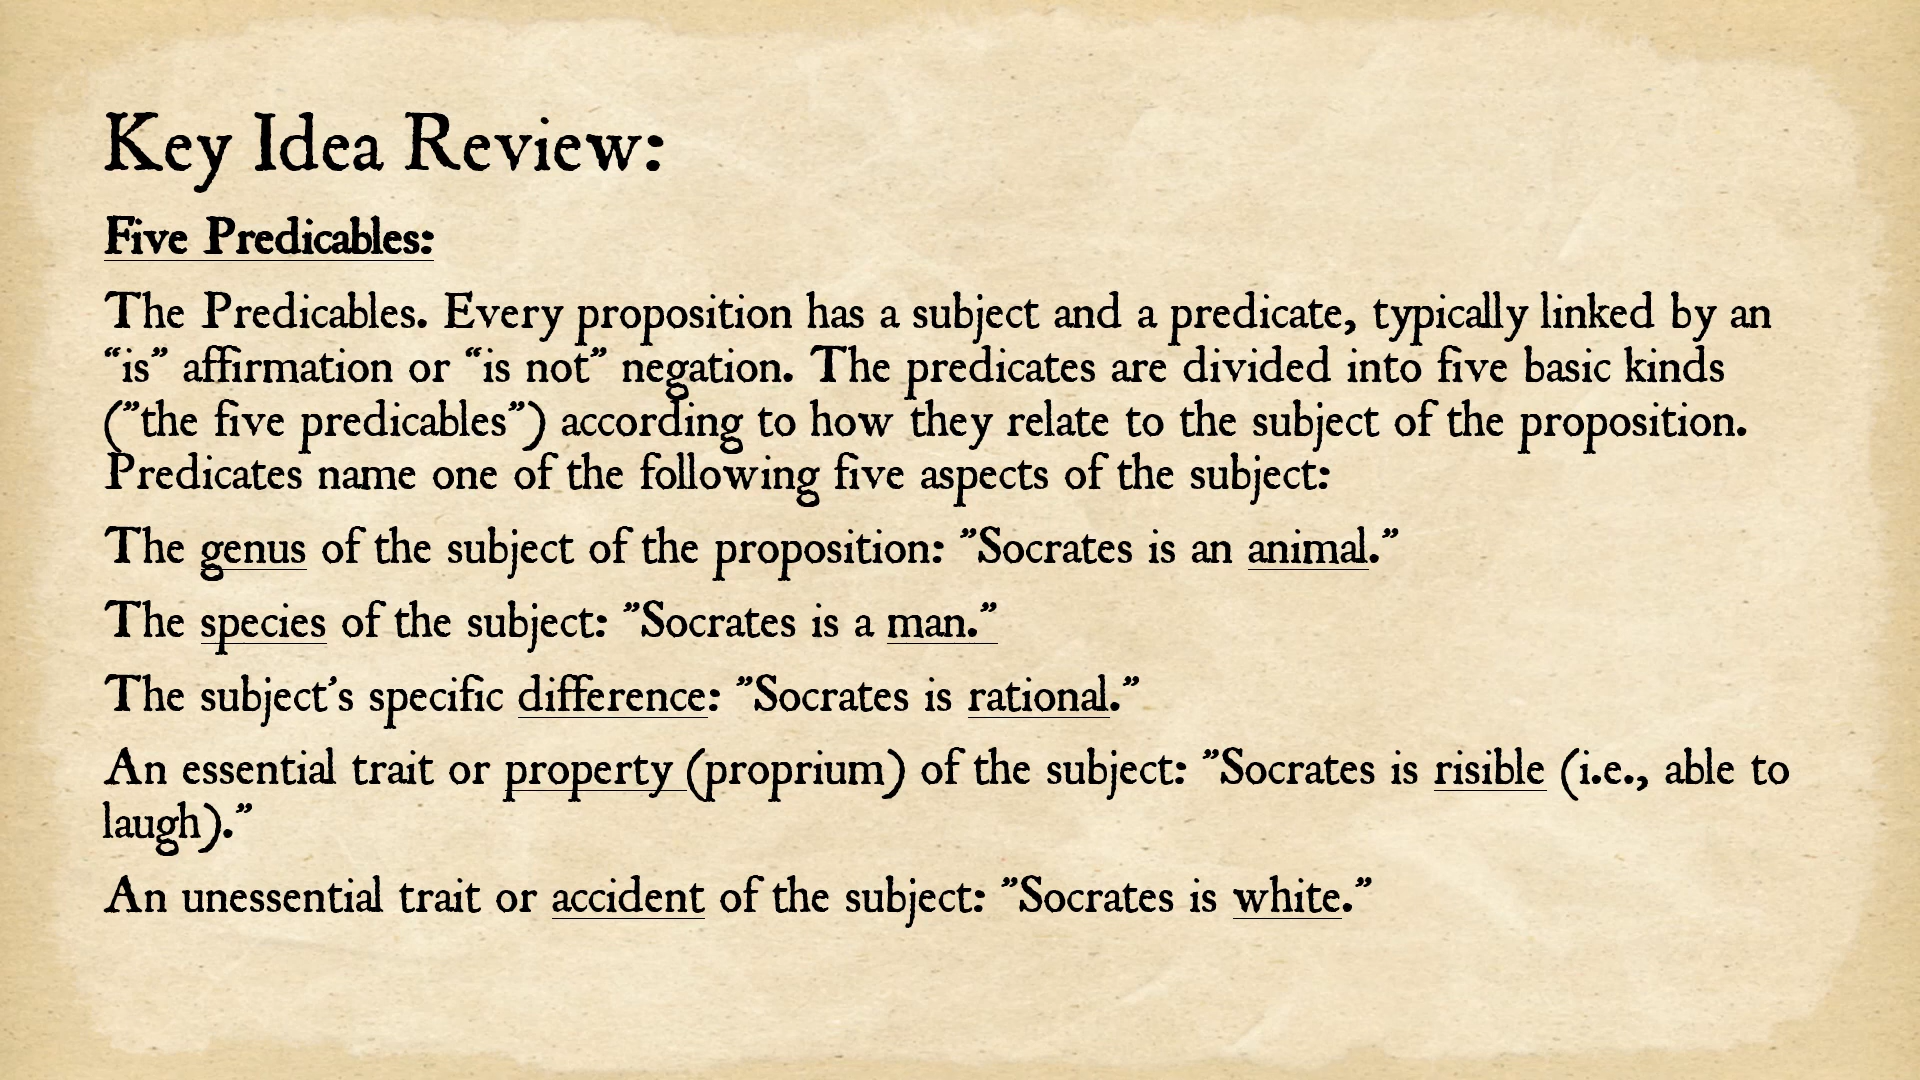 Key Idea Review:
Five Predicables:
The Predicables. Every proposition has a subject and a predicate, typically linked by an
“is” affirmation or “is not” negation. The predicates are divided into five basic kinds
(”the five predicables”) according to how they relate to the subject of the proposition.
Predicates name one of the following five aspects of the subject:
The genus of the subject of the proposition: ”Socrates is an animal.”
The species of the subject: ”Socrates is a man.”
The subject’s specific difference: ”Socrates is rational.”
An essential trait or property (proprium) of the subject: ”Socrates is risible (i.e., able to
laugh).”
An unessential trait or accident of the subject: ”Socrates is white.”